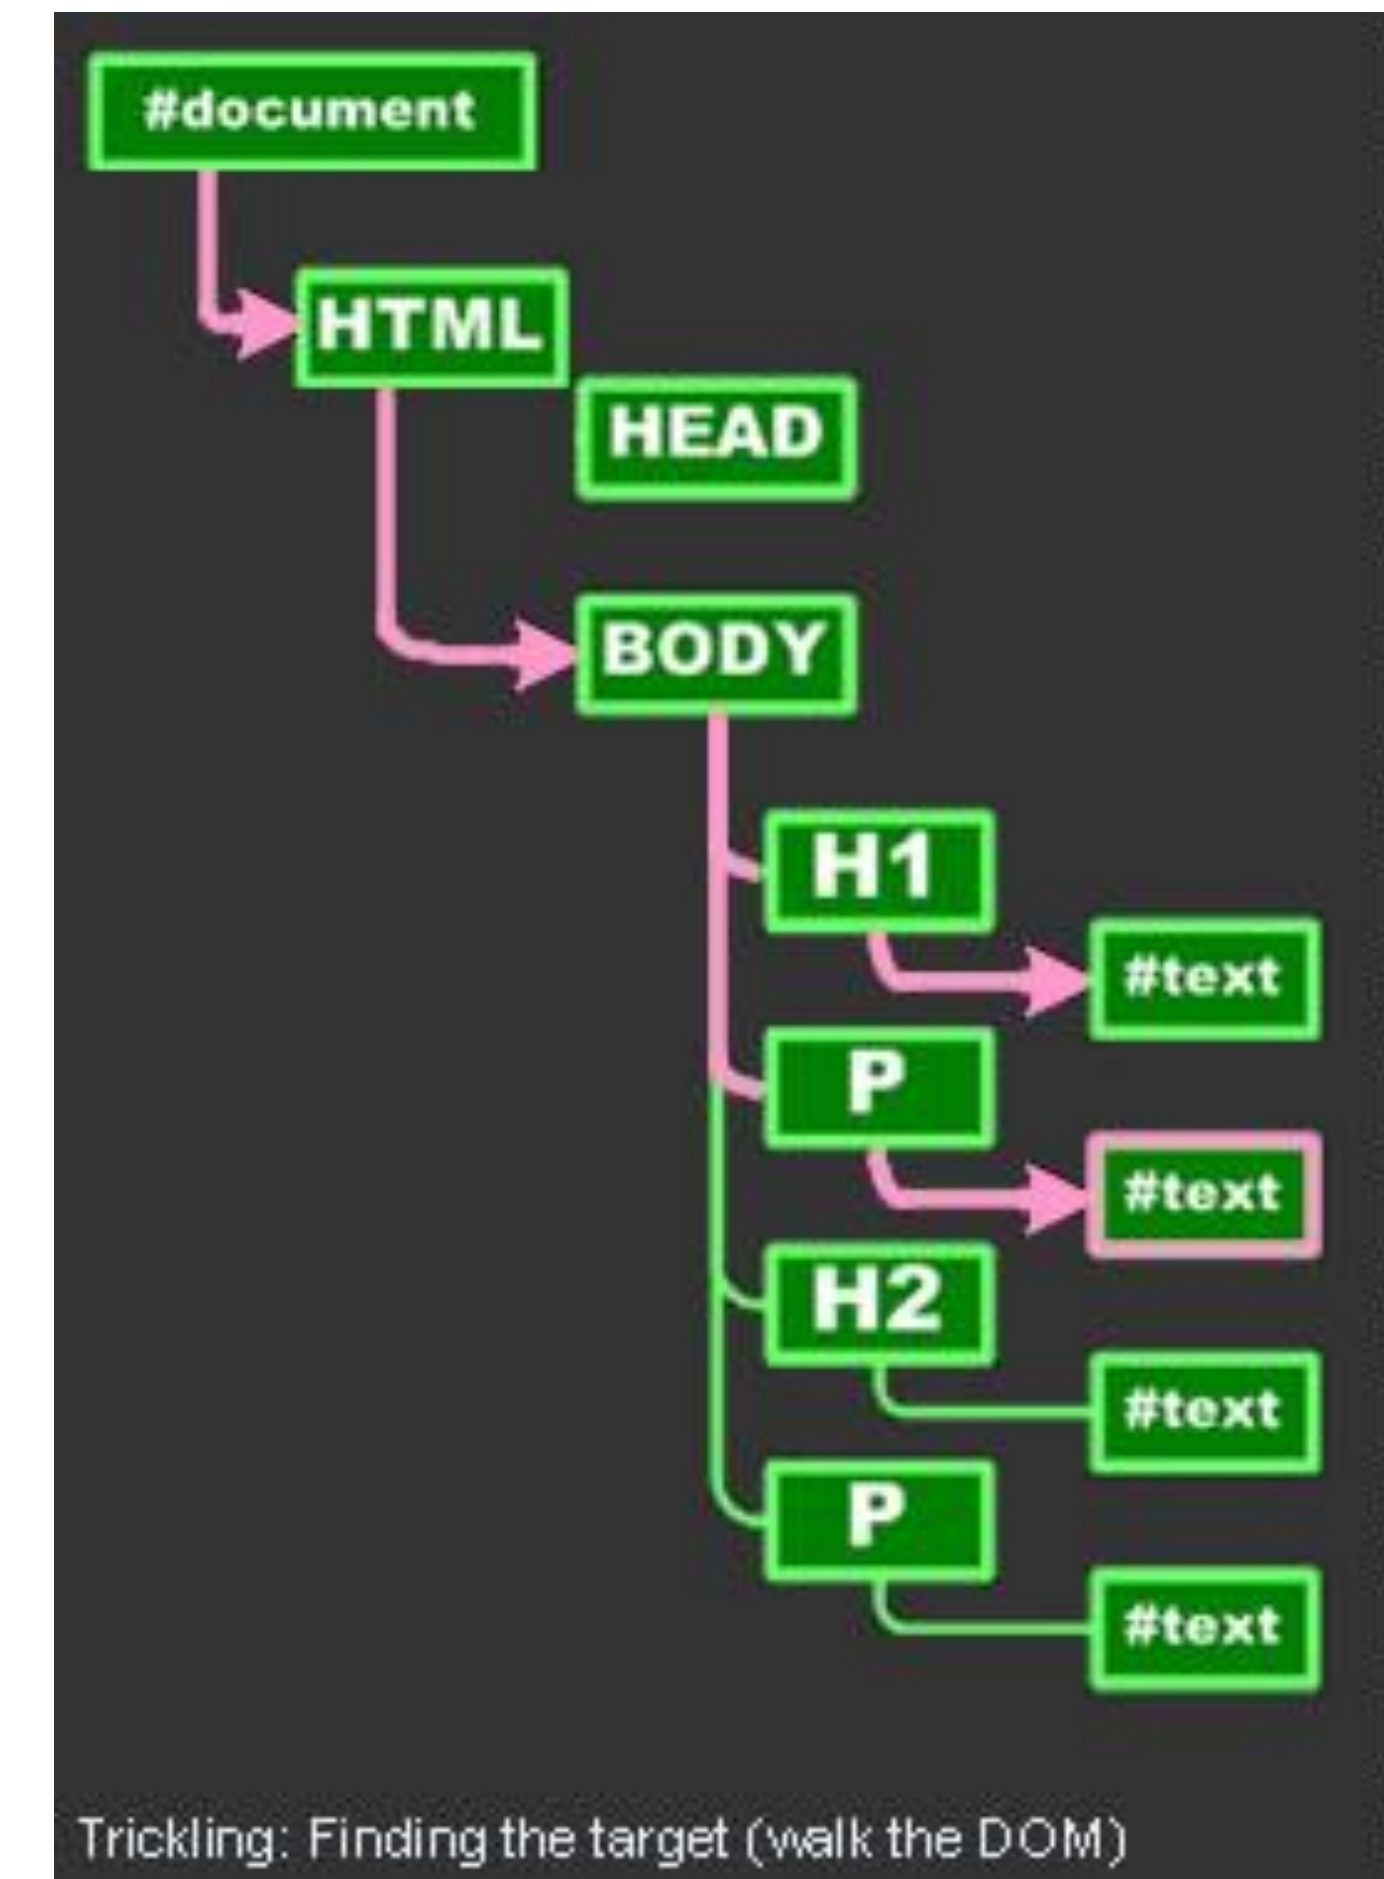 #document
HTML
HEAD
BODY
H1
#text
P
#text
H2
#text
P
#text
Trickling: Finding the target (walk the DOM)